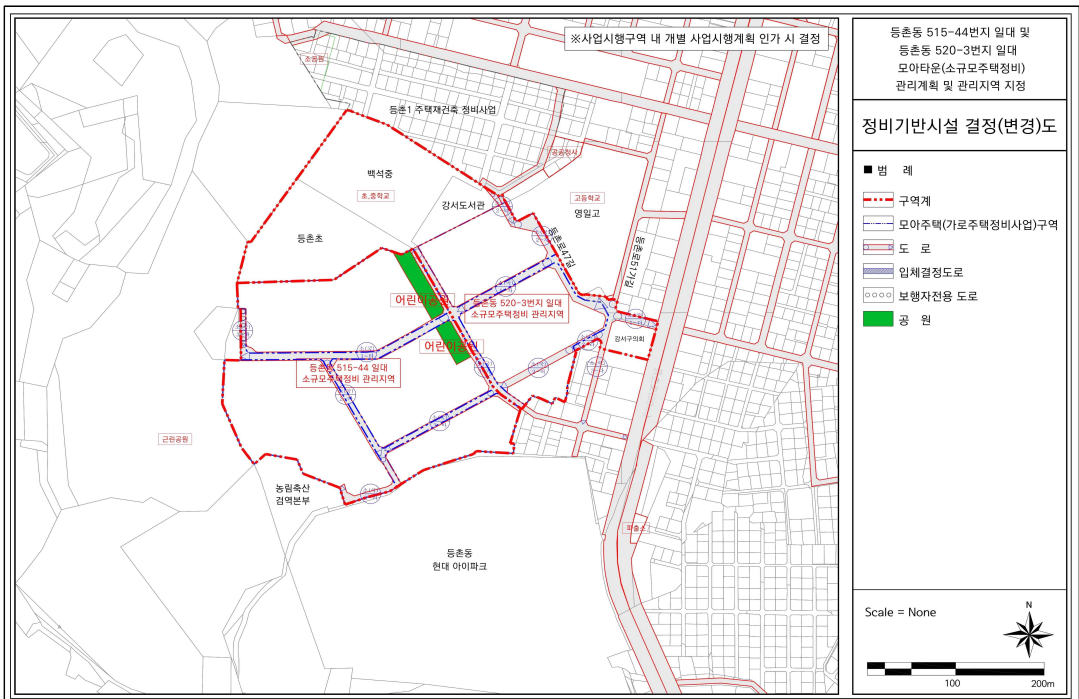 ※사업시행구역 내 개별 사업시행계획 인가 시 결정
소공원
등촌1 주택재건축 정비사업
공공청사
백석중
초.중학교
강서도서관
고등학교
영일고
등촌초
등촌로47길
등촌로51가길
어린이공원
등촌동 520-3번지 일대
소규모주택정비 관리지역
강서구의회
어린이공원
등촌동 515-44 일대
소규모주택정비 관리지역
근린공원
농림축산
검역본부
파출소
등촌동
현대 아이파크
등촌동 515-44번지 일대 및
등촌동 520-3번지 일대
모아타운(소규모주택정비)
관리계획 및 관리지역 지정
정비기반시설 결정(변경)도
범 례
구역계
모아주택(가로주택정비사업)구역
도 로
입체결정도로
보행자전용 도로
공 원
Scale = None
N
100
200m